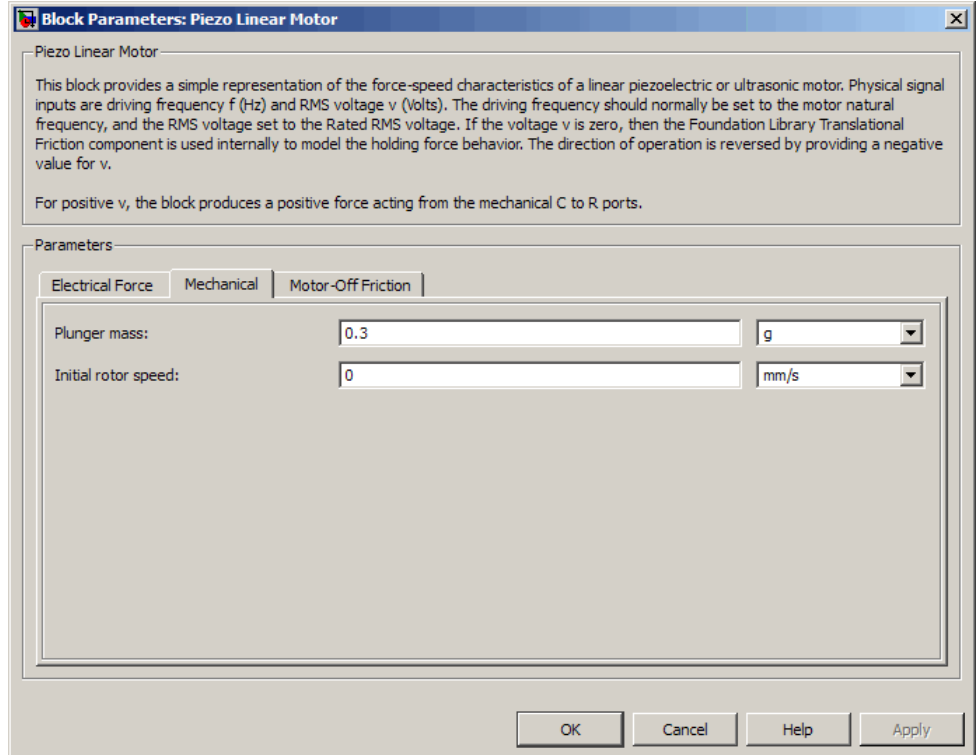 Block Parameters: Piezo Linear Motor
Piezo Linear Motor
This block provides a simple representation of the force-speed characteristics of a linear piezoelectric or ultrasonic motor. Physical signal
inputs are driving frequency f (Hz) and RMS voltage v (Volts). The driving frequency should normally be set to the motor natural
frequency, and the RMS voltage set to the Rated RMS voltage. If the voltage v is zero, then the Foundation Library Translational
Friction component is used internally to model the holding force behavior. The direction of operation is reversed by providing a negative
value for v.
For positive v, the block produces a positive force acting from the mechanical C to R ports.
Parameters
Electrical Force Mechanical Motor-Off Friction
Plunger mass: 0.3 g
Initial rotor speed: 0 mm/s
OK Cancel Help Apply